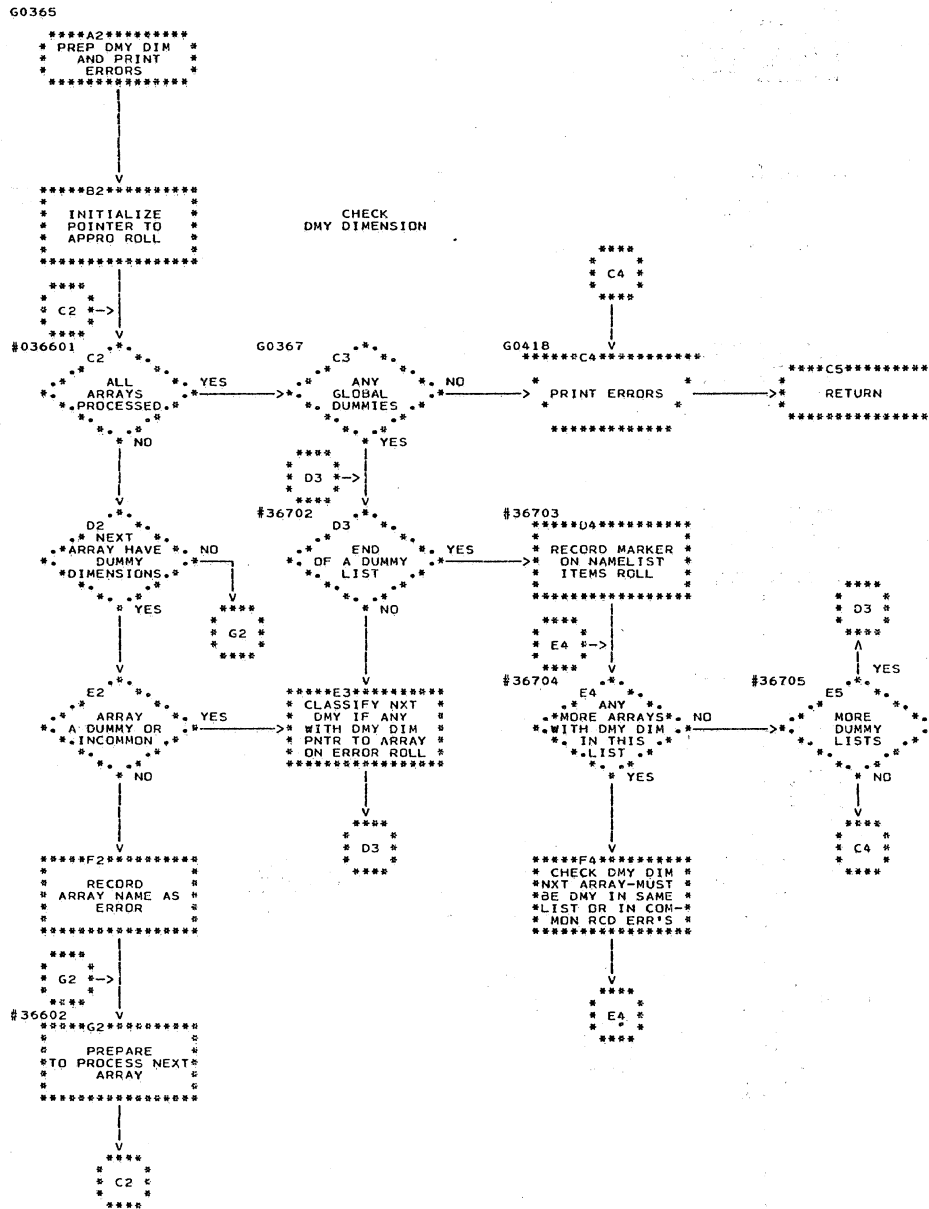 G0365
A2
PREP DMY DIM
AND PRINT
ERRORS
B2
INITIALIZE
POINTER TO
APPRO ROLL
CHECK
DMY DIMENSION
C4
C2
#036601
C2
ALL
ARRAYS
PROCESSED
YES
NO
G0367
C3
ANY
GLOBAL
DUMMIES
NO
YES
G0418
C4
PRINT ERRORS
C5
RETURN
D3
D2
NEXT
ARRAY HAVE
DUMMY
DIMENSIONS
NO
YES
G2
#36702
D3
END
OF A DUMMY
LIST
YES
NO
#36703
D4
RECORD MARKER
ON NAMELIST
ITEMS ROLL
D3
E4
E2
ARRAY
A DUMMY OR
INCOMMON
YES
NO
E3
CLASSIFY NXT
DMY IF ANY
WITH DMY DIM
PNTR TO ARRAY
ON ERROR ROLL
D3
#36704
E4
ANY
MORE ARRAYS
WITH DMY DIM
IN THIS
LIST
NO
YES
#36705
E5
MORE
DUMMY
LISTS
YES
NO
C4
F2
RECORD
ARRAY NAME AS
ERROR
F4
CHECK DMY DIM
NXT ARRAY-MUST
BE DMY IN SAME
LIST OR IN COM-
MON RCD ERR'S
E4
G2
#36602
G2
PREPARE
TO PROCESS NEXT
ARRAY
C2